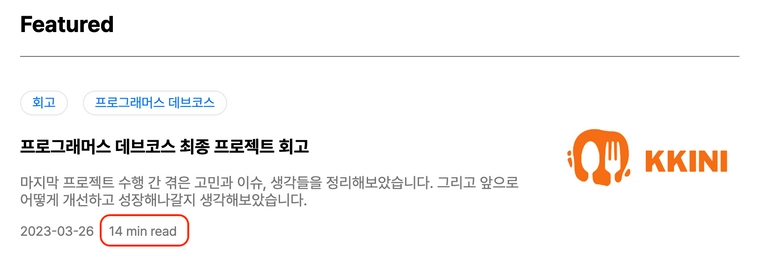 Featured
회고
프로그래머스 데브코스
프로그래머스 데브코스 최종 프로젝트 회고
마지막 프로젝트 수행 간 겪은 고민과 이슈, 생각들을 정리해보았습니다. 그리고 앞으로
어떻게 개선하고 성장해나갈지 생각해보았습니다.
2023-03-26 14 min read
KKINI